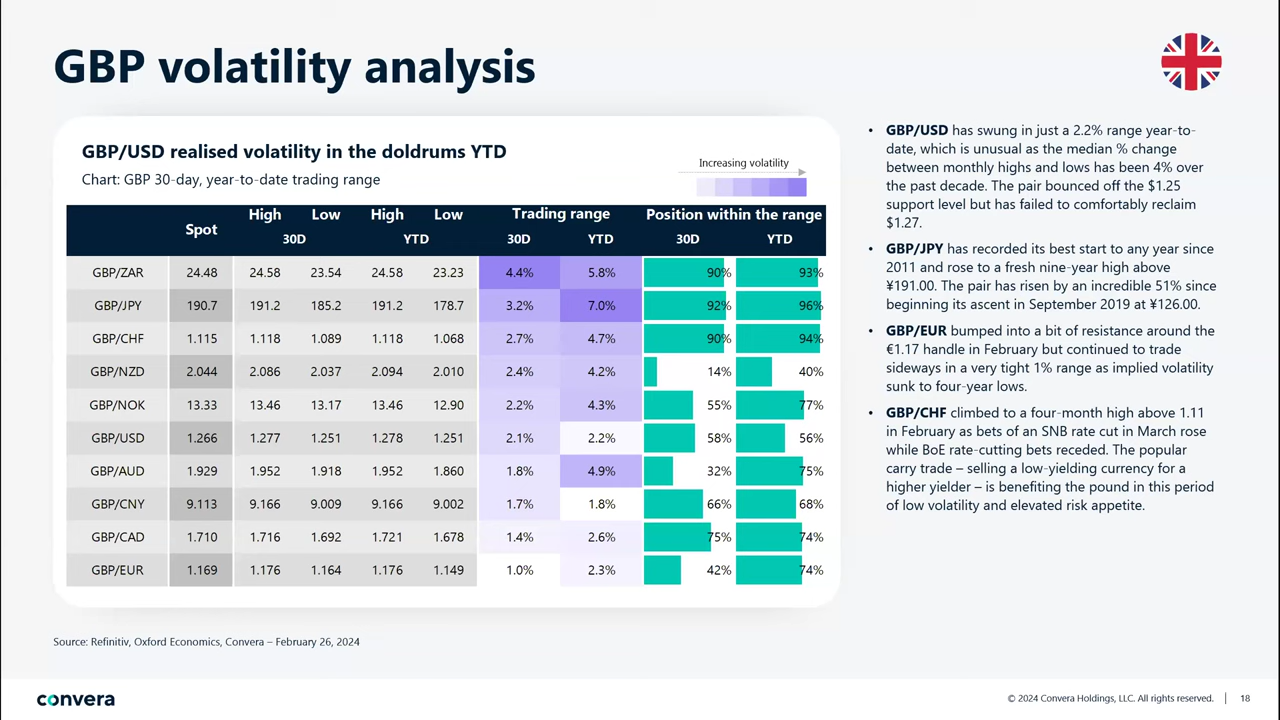 GBP volatility analysis
GBP/USD realised volatility in the doldrums YTD
Chart: GBP 30-day, year-to-date trading range
Increasing volatility
Spot High Low High Low Trading range Position within the range
30D YTD 30D YTD 30D YTD
GBP/ZAR 24.48 24.58 23.54 24.58 23.23 4.4% 5.8% 90% 93%
GBP/JPY 190.7 191.2 185.2 191.2 178.7 3.2% 7.0% 92% 96%
GBP/CHF 1.115 1.118 1.089 1.118 1.068 2.7% 4.7% 90% 94%
GBP/NZD 2.044 2.086 2.037 2.094 2.010 2.4% 4.2% 14% 40%
GBP/NOK 13.33 13.46 13.17 13.46 12.90 2.2% 4.3% 55% 77%
GBP/USD 1.266 1.277 1.251 1.278 1.251 2.1% 2.2% 58% 56%
GBP/AUD 1.929 1.952 1.918 1.952 1.860 1.8% 4.9% 32% 75%
GBP/CNY 9.113 9.166 9.009 9.166 9.002 1.7% 1.8% 66% 68%
GBP/CAD 1.710 1.716 1.692 1.721 1.678 1.4% 2.6% 75% 74%
GBP/EUR 1.169 1.176 1.164 1.176 1.149 1.0% 2.3% 42% 74%
• GBP/USD has swung in just a 2.2% range year-to-
date, which is unusual as the median % change
between monthly highs and lows has been 4% over
the past decade. The pair bounced off the $1.25
support level but has failed to comfortably reclaim
$1.27.
• GBP/JPY has recorded its best start to any year since
2011 and rose to a fresh nine-year high above
¥191.00. The pair has risen by an incredible 51% since
beginning its ascent in September 2019 at ¥126.00.
• GBP/EUR bumped into a bit of resistance around the
€1.17 handle in February but continued to trade
sideways in a very tight 1% range as implied volatility
sunk to four-year lows.
• GBP/CHF climbed to a four-month high above 1.11
in February as bets of an SNB rate cut in March rose
while BoE rate-cutting bets receded. The popular
carry trade – selling a low-yielding currency for a
higher yielder – is benefiting the pound in this period
of low volatility and elevated risk appetite.
Source: Refinitiv, Oxford Economics, Convera – February 26, 2024
convera
© 2024 Convera Holdings, LLC. All rights reserved. | 18